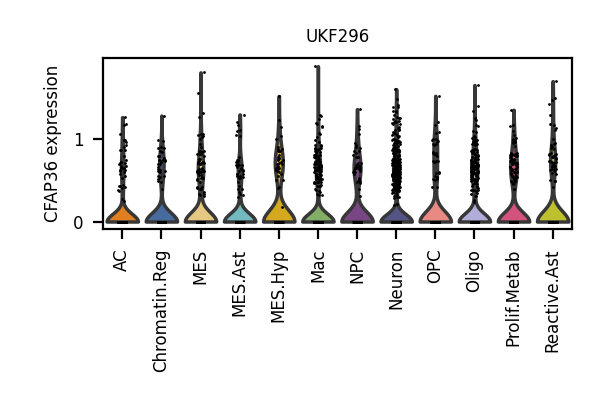 UKF296
CFAP36 expression
1
0
AC
Chromatin.Reg
MES
MES.Ast
MES.Hyp
Mac
NPC
Neuron
OPC
Oligo
Prolif.Metab
Reactive.Ast